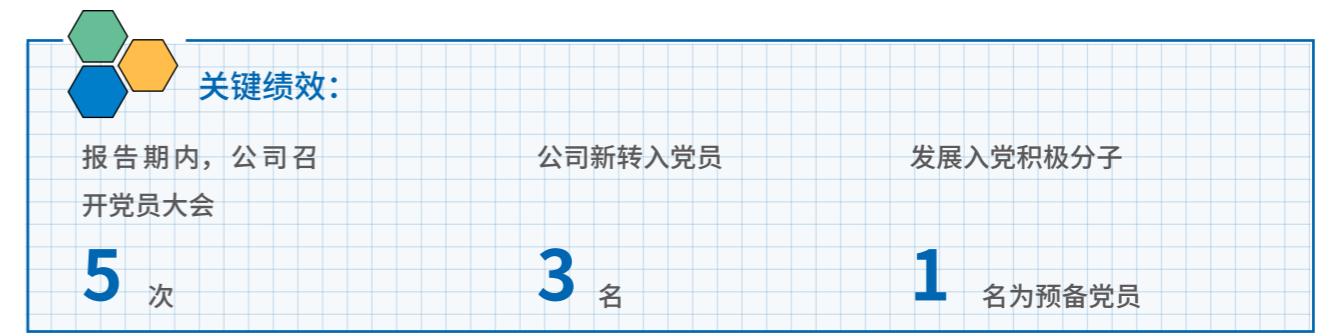 关键绩效：
报告期内，公司召
开党员大会
5 次
公司新转入党员
3 名
发展入党积极分子
1 名为预备党员